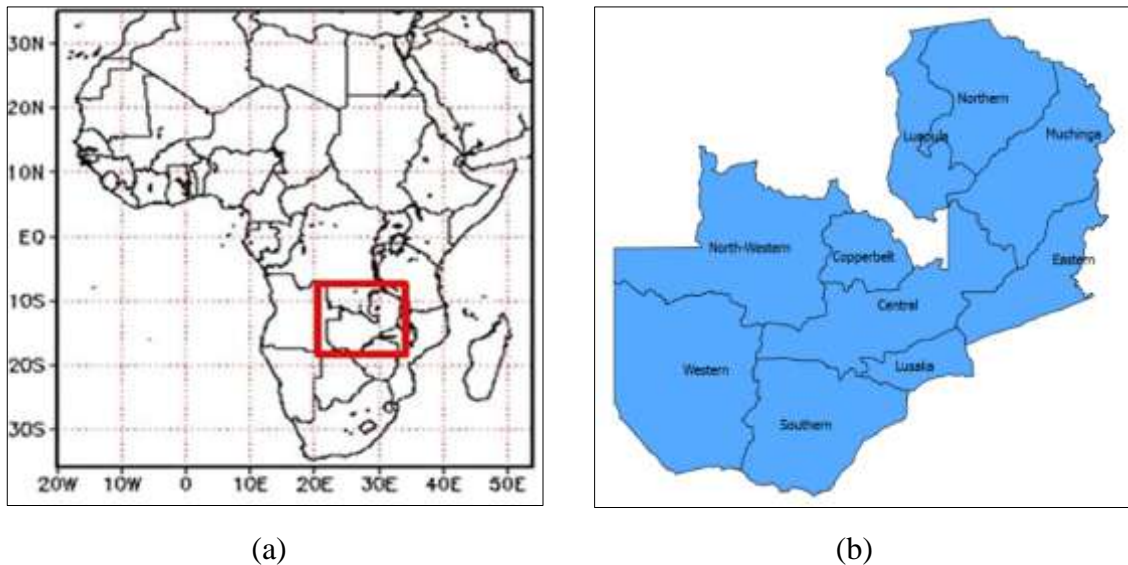 30N
20N
10N
EQ
10S
20S
30S
20W 10W 0 10E 20E 30E 40E 50E
Northern
Luapula
Muchinga
North-Western
Copperbelt
Eastern
Central
Lusaka
Western
Southern
(a)
(b)